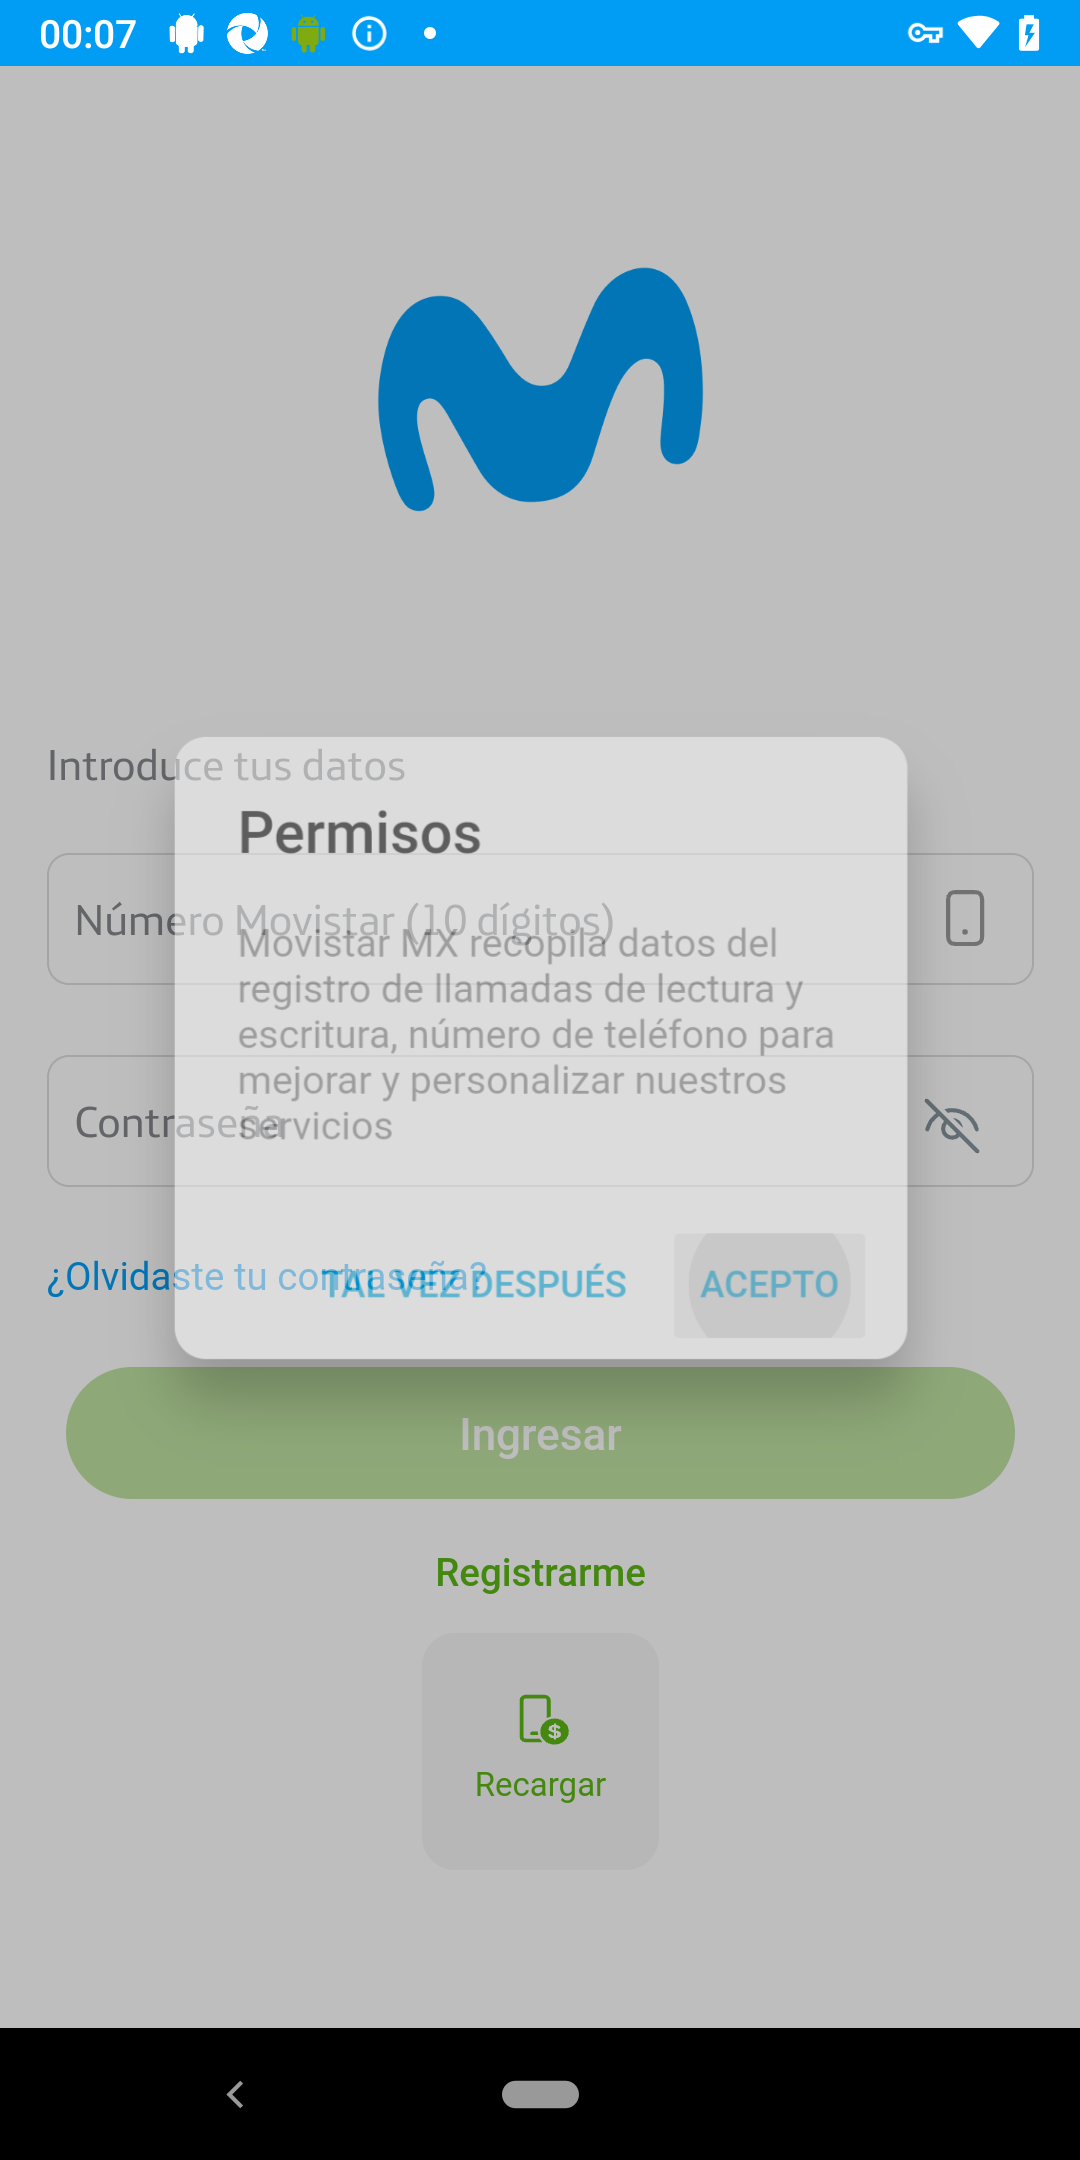 00:07
Introduce tus datos
Permisos
Número Movistar (10 dígitos)
Movistar MX recopila datos del
registro de llamadas de lectura y
escritura, número de teléfono para
mejorar y personalizar nuestros
servicios
Contraseña
¿Olvidaste tu contraseña?
TAL VEZ DESPUÉS
ACEPTO
Ingresar
Registrarme
$
Recargar